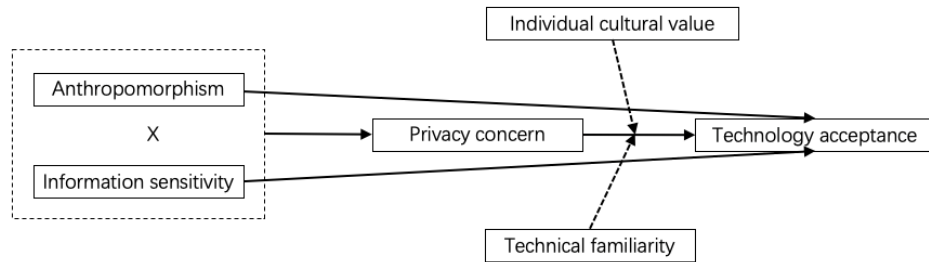 Individual cultural value
Anthropomorphism
X
Privacy concern
Technology acceptance
Information sensitivity
Technical familiarity